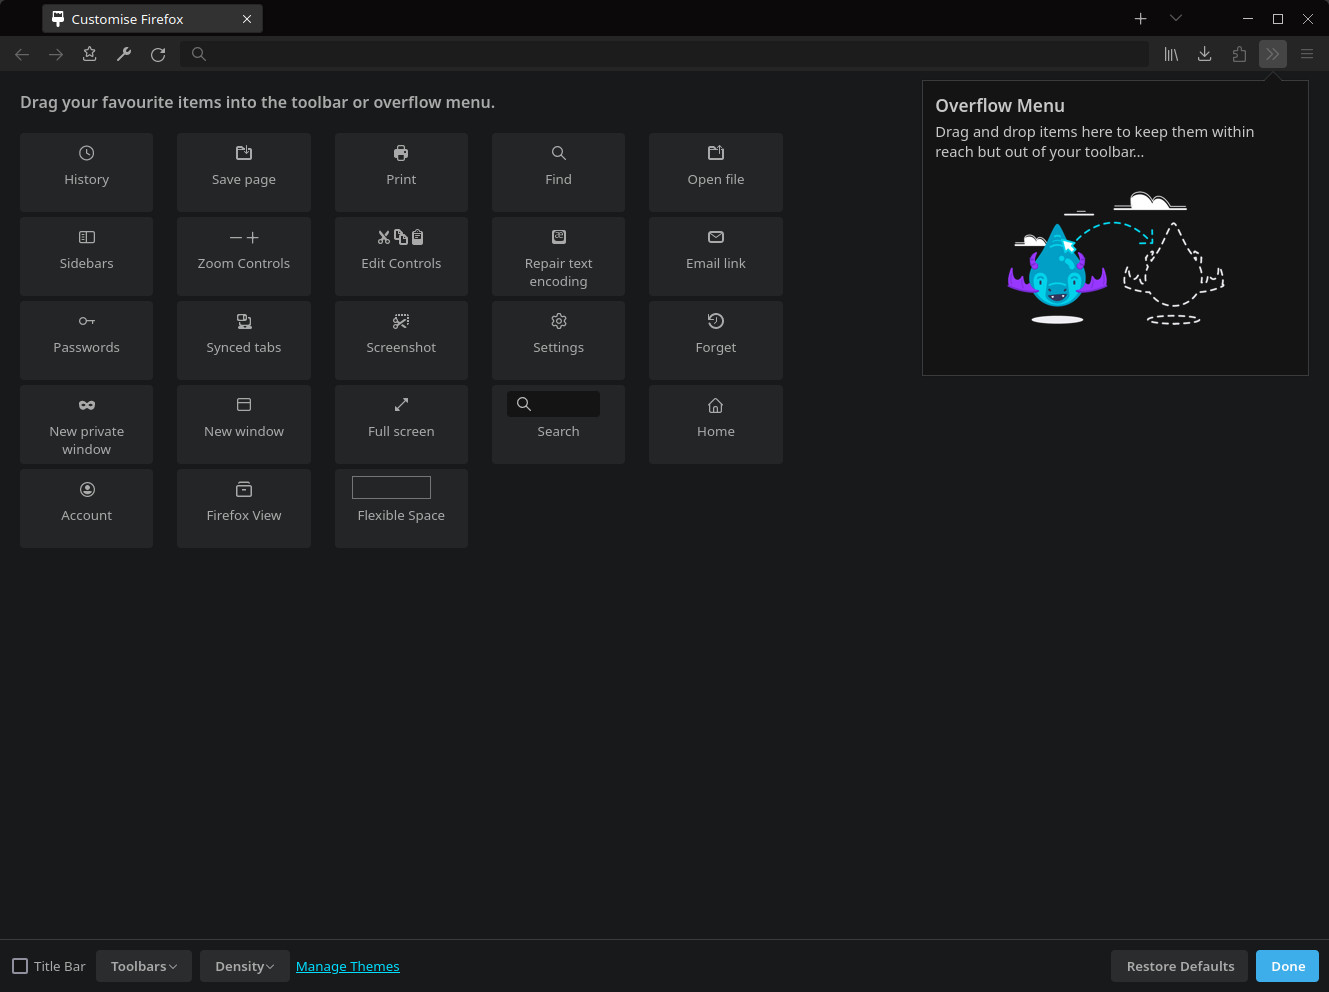 Customise Firefox
Drag your favourite items into the toolbar or overflow menu.
Overflow Menu
Drag and drop items here to keep them within
reach but out of your toolbar...
History
Save page
Print
Find
Open file
Sidebars
Zoom Controls
Edit Controls
Repair text
encoding
Email link
Passwords
Synced tabs
Screenshot
Settings
Forget
New private
window
New window
Full screen
Search
Home
Account
Firefox View
Flexible Space
Title Bar
Toolbars
Density
Manage Themes
Restore Defaults
Done